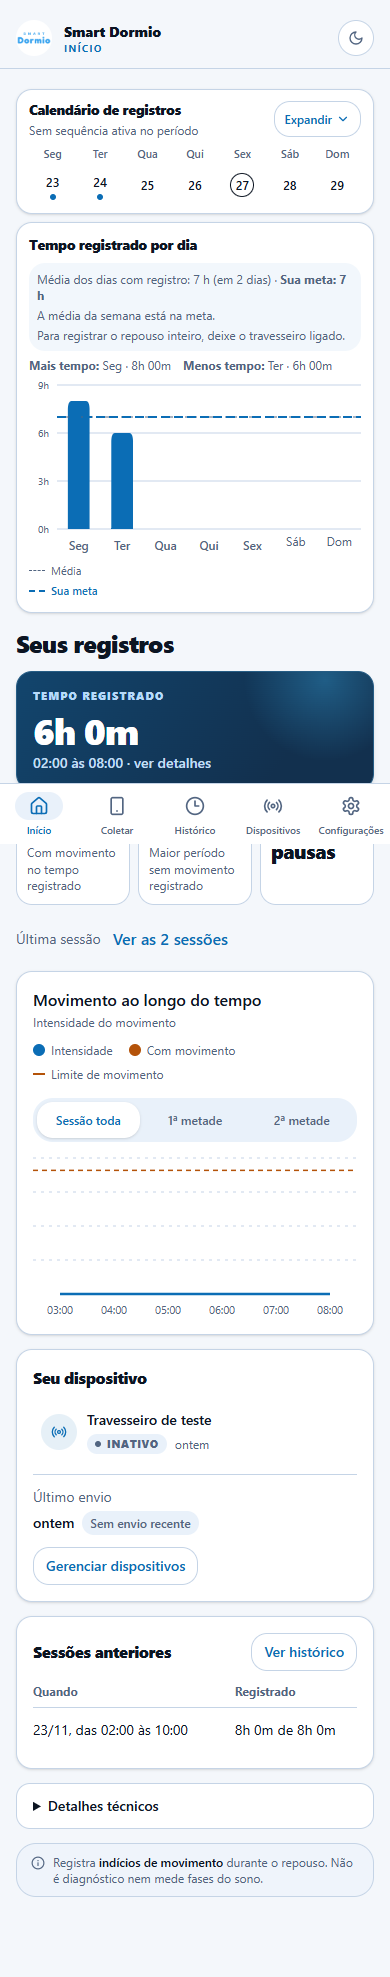 SMART
Dormio
Smart Dormio
INÍCIO
Calendário de registros
Sem sequência ativa no período
Expandir
Seg Ter Qua Qui Sex Sáb Dom
23 24 25 26 27 28 29
Tempo registrado por dia
Média dos dias com registro: 7 h (em 2 dias) · Sua meta: 7
h
A média da semana está na meta.
Para registrar o repouso inteiro, deixe o travesseiro ligado.
Mais tempo: Seg · 8h 00m Menos tempo: Ter · 6h 00m
9h
6h
3h
0h
Seg Ter Qua Qui Sex Sáb Dom
Média
Sua meta
Seus registros
TEMPO REGISTRADO
6h 0m
02:00 às 08:00 · ver detalhes
Início Coletar Histórico Dispositivos Configurações
Com movimento
no tempo
registrado
Maior período
sem movimento
registrado
pausas
Última sessão Ver as 2 sessões
Movimento ao longo do tempo
Intensidade do movimento
Intensidade Com movimento
Limite de movimento
Sessão toda 1ª metade 2ª metade
03:00 04:00 05:00 06:00 07:00 08:00
Seu dispositivo
Travesseiro de teste
INATIVO ontem
Último envio
ontem Sem envio recente
Gerenciar dispositivos
Sessões anteriores
Ver histórico
Quando Registrado
23/11, das 02:00 às 10:00 8h 0m de 8h 0m
Detalhes técnicos
Registra indícios de movimento durante o repouso. Não
é diagnóstico nem mede fases do sono.